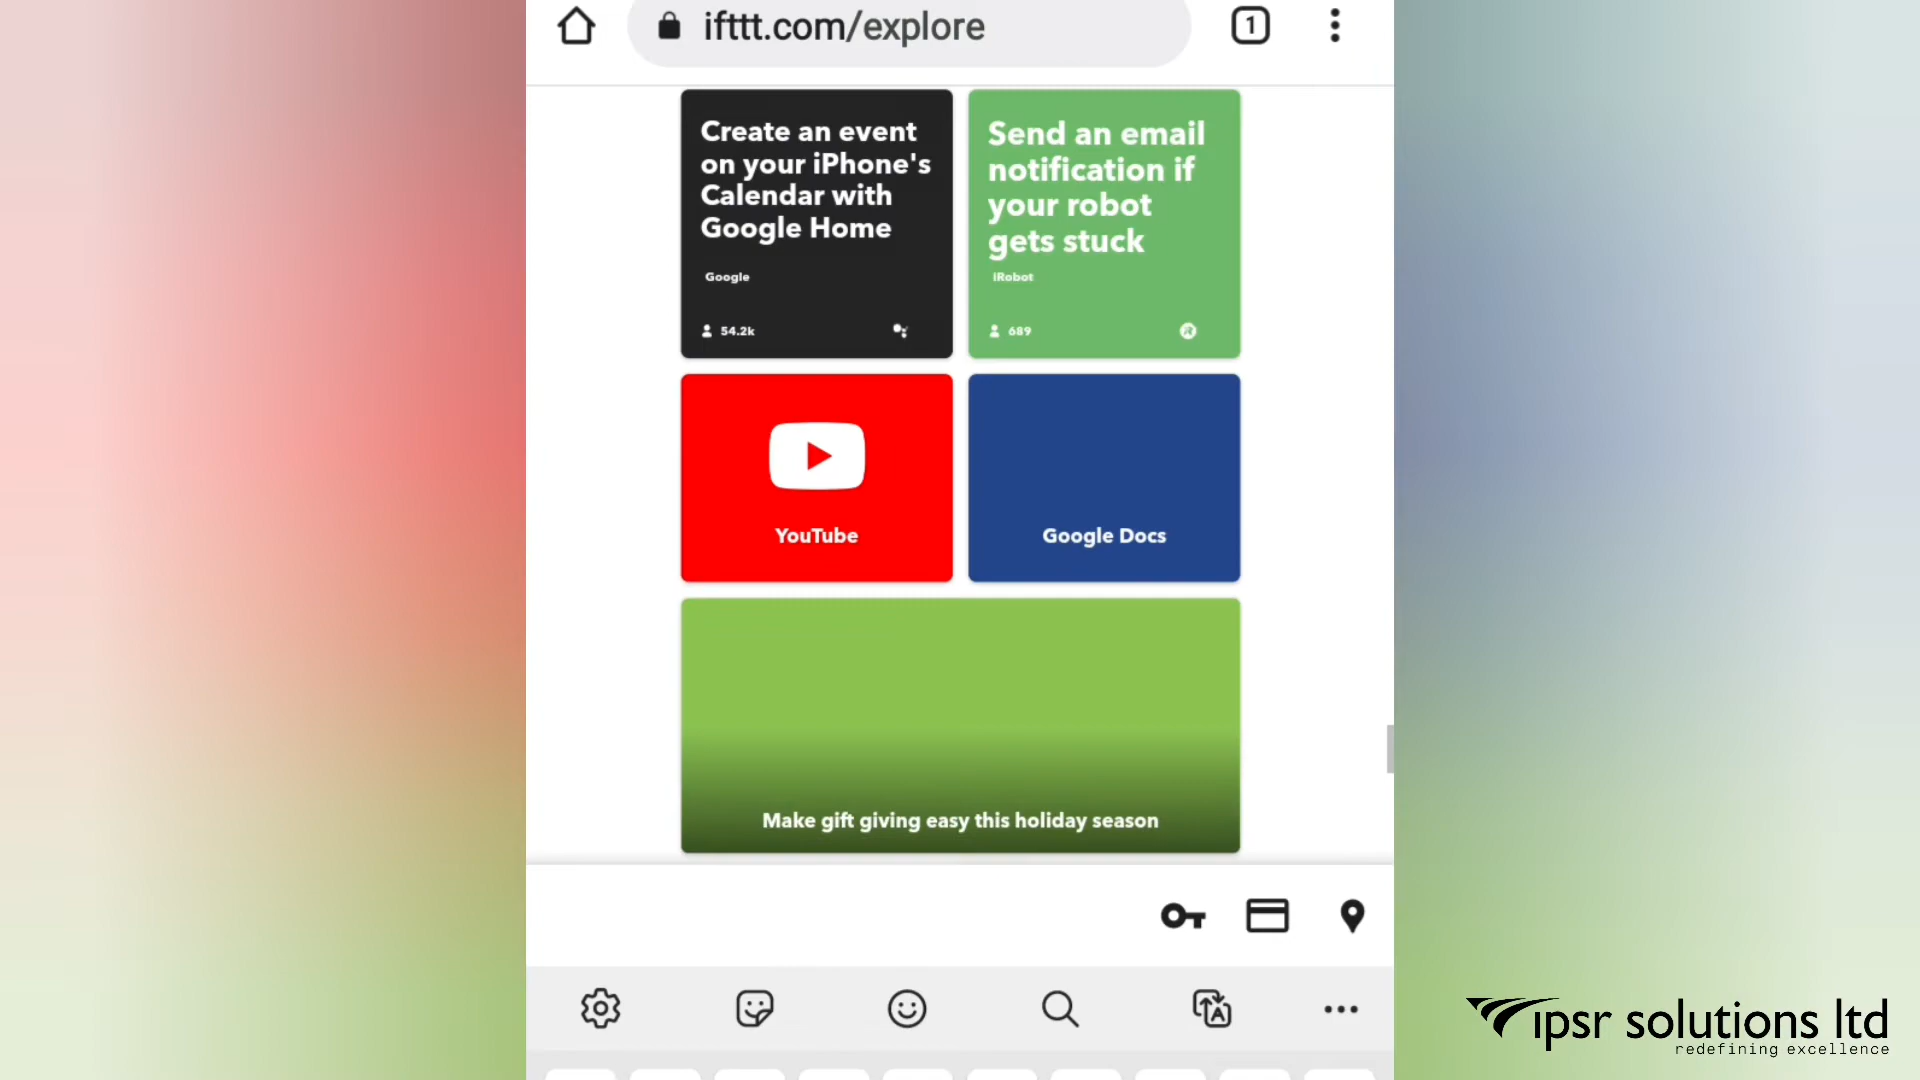 ifttt.com/explore
1
Create an event
on your iPhone's
Calendar with
Google Home
Google
54.2k
Send an email
notification if
your robot
gets stuck
iRobot
689
YouTube
Google Docs
Make gift giving easy this holiday season
ipsr solutions ltd
redefining excellence